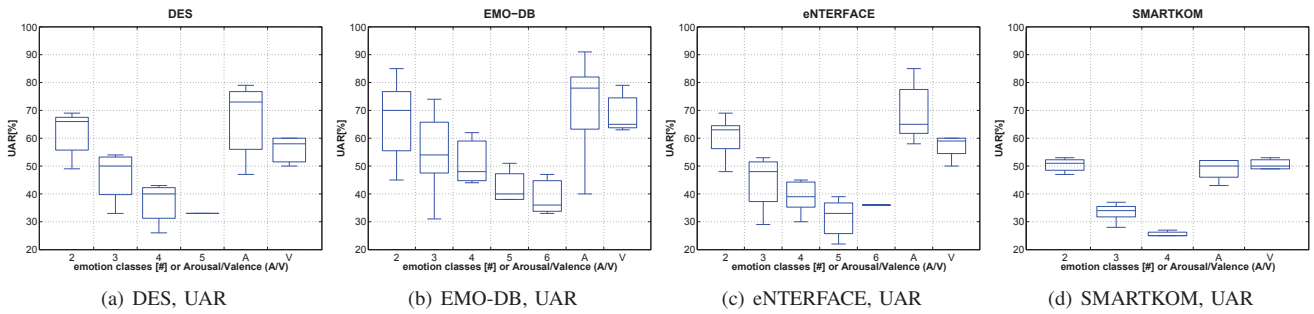 DES
100
90
80
70
60
50
40
30
20
UAR[%]
2 3 4 5 A V
emotion classes [#] or Arousal/Valence (A/V)
(a) DES, UAR
EMO−DB
100
90
80
70
60
50
40
30
20
UAR[%]
2 3 4 5 6 A V
emotion classes [#] or Arousal/Valence (A/V)
(b) EMO-DB, UAR
eNTERFACE
100
90
80
70
60
50
40
30
20
UAR[%]
2 3 4 5 6 A V
emotion classes [#] or Arousal/Valence (A/V)
(c) eNTERFACE, UAR
SMARTKOM
100
90
80
70
60
50
40
30
20
UAR[%]
2 3 4 A V
emotion classes [#] or Arousal/Valence (A/V)
(d) SMARTKOM, UAR